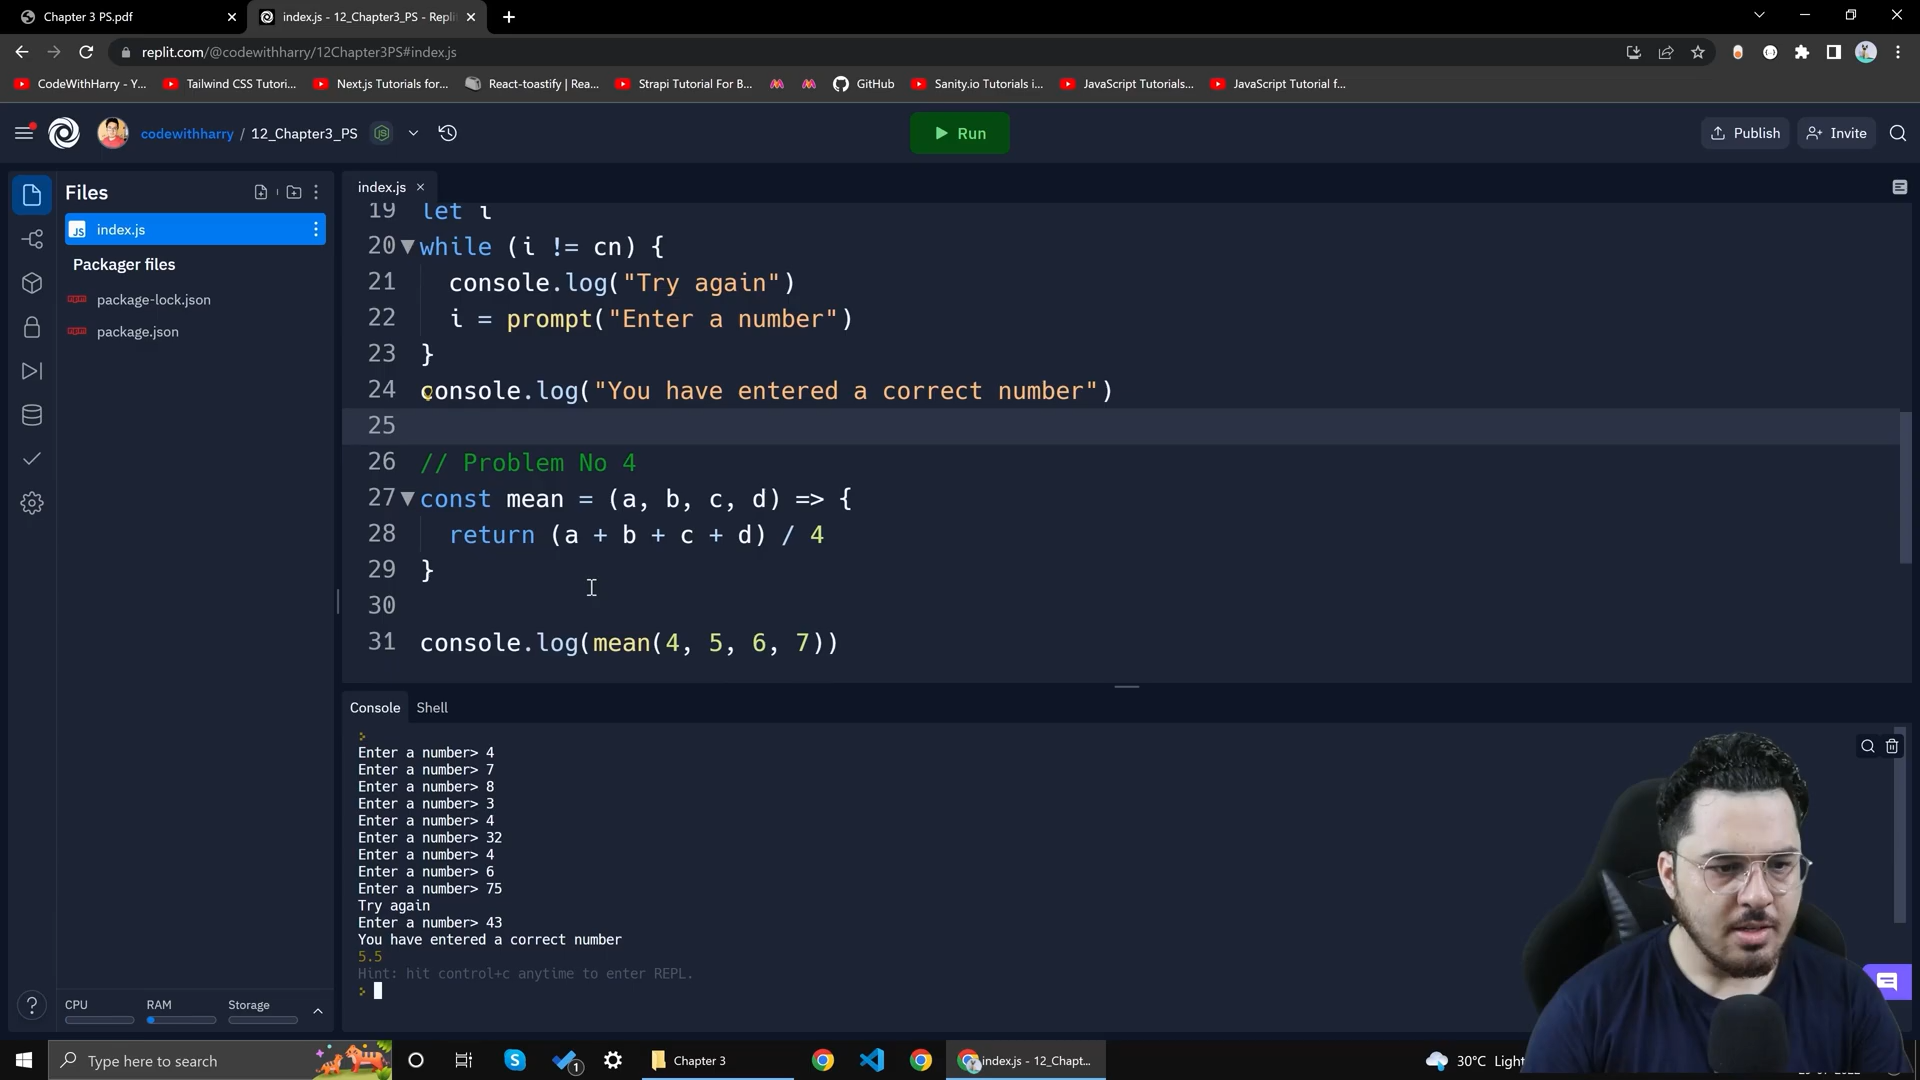 Chapter 3 PS.pdf
index.js - 12_Chapter3_PS - Repli
replit.com/@codewithharry/12Chapter3PS#index.js
CodeWithHarry - Y...
Tailwind CSS Tutori...
Next.js Tutorials for...
React-toastify | Rea...
Strapi Tutorial For B...
GitHub
Sanity.io Tutorials i...
JavaScript Tutorials...
JavaScript Tutorial f...
codewithharry / 12_Chapter3_PS
Run
Publish
Invite
Files
index.js
Packager files
package-lock.json
package.json
index.js
19 let i
20 while (i != cn) {
21 console.log("Try again")
22 i = prompt("Enter a number")
23 }
24 console.log("You have entered a correct number")
25
26 // Problem No 4
27 const mean = (a, b, c, d) => {
28 return (a + b + c + d) / 4
29 }
30
31 console.log(mean(4, 5, 6, 7))
Console Shell
Enter a number> 4
Enter a number> 7
Enter a number> 8
Enter a number> 3
Enter a number> 4
Enter a number> 32
Enter a number> 4
Enter a number> 6
Enter a number> 75
Try again
Enter a number> 43
You have entered a correct number
5.5
Hint: hit control+c anytime to enter REPL.
CPU
RAM
Storage
Type here to search
1
Chapter 3
index.js - 12_Chapt...
30°C Light